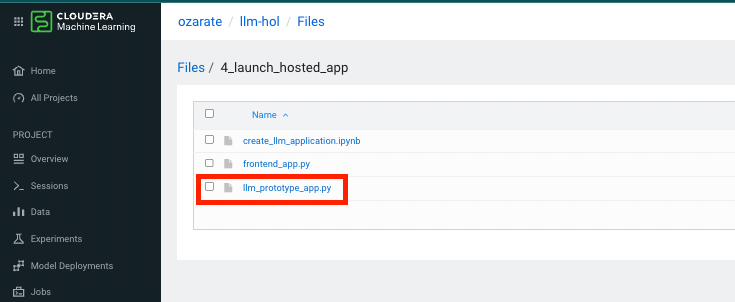 CLOUDERA
Machine Learning
Home
All Projects
PROJECT
Overview
Sessions
Data
Experiments
Model Deployments
Jobs
ozarate / llm-hol / Files
Files / 4_launch_hosted_app
Name
create_llm_application.ipynb
frontend_app.py
llm_prototype_app.py